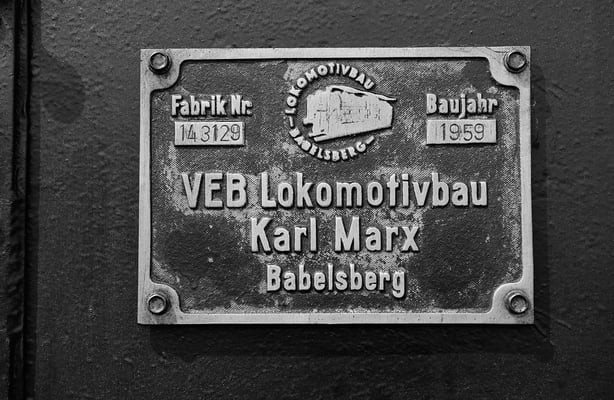 LOKOMOTIVBAU
BABELSBERG
Fabrik Nr.
143129
Baujahr
1959
VEB Lokomotivbau
Karl Marx
Babelsberg